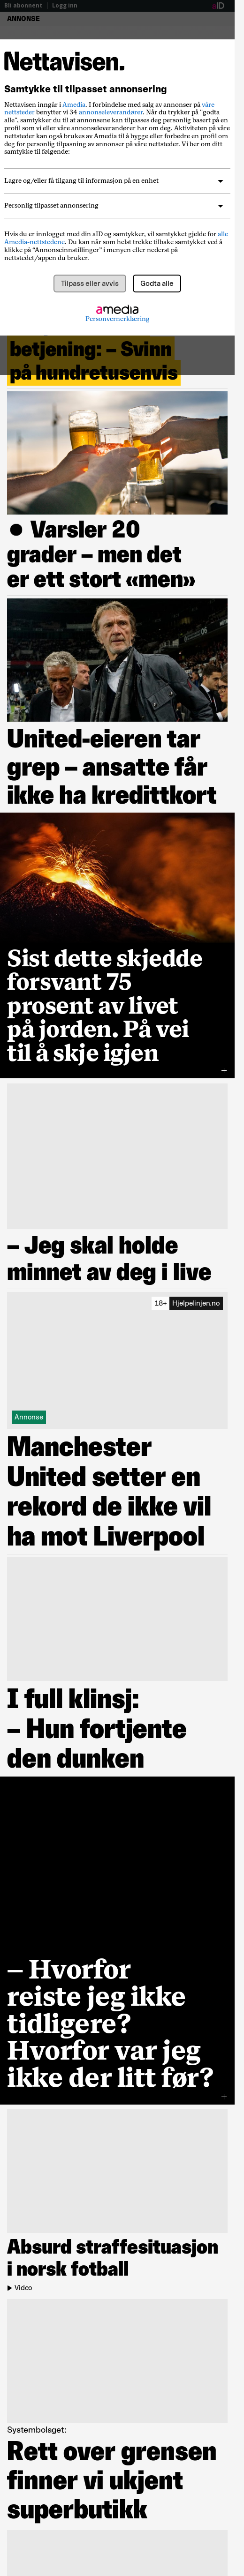 Bli abonnent | Logg inn
ID
ANNONSE
Nettavisen.
Samtykke til tilpasset annonsering
Nettavisen inngår i Amedia. I forbindelse med salg av annonser på våre
nettsteder benytter vi 34 annonseleverandører. Når du trykker på "godta
alle", samtykker du til at annonsene kan tilpasses deg personlig basert på en
profil som vi eller våre annonseleverandører har om deg. Aktiviteten på våre
nettsteder kan også brukes av Amedia til å bygge eller forbedre en profil om
deg for personlig tilpasning av annonser på våre nettsteder. Vi ber om ditt
samtykke til følgende:
Lagre og/eller få tilgang til informasjon på en enhet
Personlig tilpasset annonsering
Hvis du er innlogget med din aID og samtykker, vil samtykket gjelde for alle
Amedia-nettstedene. Du kan når som helst trekke tilbake samtykket ved å
klikke på “Annonseinnstillinger” i menyen eller nederst på
nettstedet/appen du bruker.
Tilpass eller avvis
Godta alle
amedia
Personvernerklæring
betjening: – Svinn
på hundretusenvis
● Varsler 20
grader – men det
er ett stort «men»
United-eieren tar
grep – ansatte får
ikke ha kredittkort
Sist dette skjedde
forsvant 75
prosent av livet
på jorden. På vei
til å skje igjen
– Jeg skal holde
minnet av deg i live
18+ Hjelpelinjen.no
Annonse
Manchester
United setter en
rekord de ikke vil
ha mot Liverpool
I full klinsj:
– Hun fortjente
den dunken
– Hvorfor
reiste jeg ikke
tidligere?
Hvorfor var jeg
ikke der litt før?
Absurd straffesituasjon
i norsk fotball
Video
Systembolaget:
Rett over grensen
finner vi ukjent
superbutikk